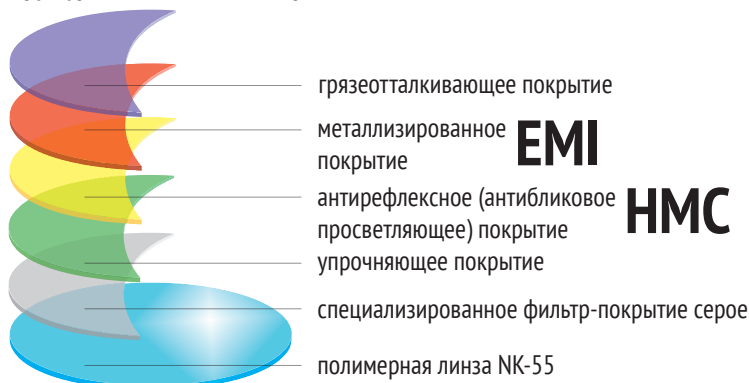 грязеотталкивающее покрытие
металлизированное
покрытие
EMI
антирефлексное (антибликовое
просветляющее) покрытие
HMC
упрочняющее покрытие
специализированное фильтр-покрытие серое
полимерная линза NK-55